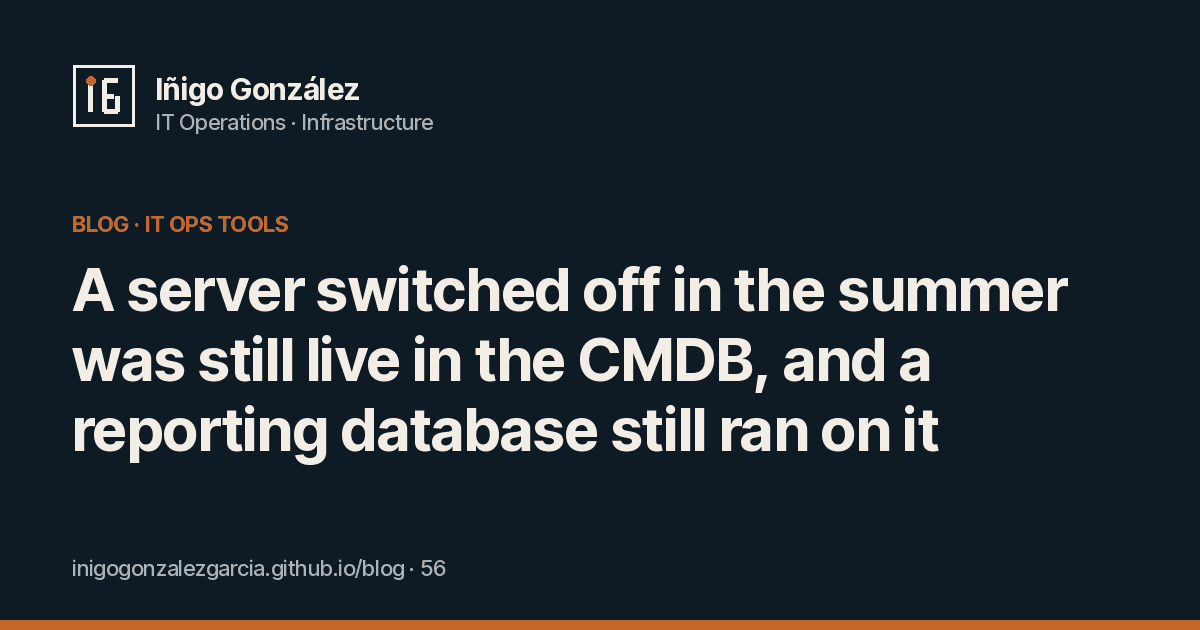 iG
Iñigo González
IT Operations · Infrastructure
BLOG · IT OPS TOOLS
A server switched off in the summer
was still live in the CMDB, and a
reporting database still ran on it
inigogonzalezgarcia.github.io/blog · 56